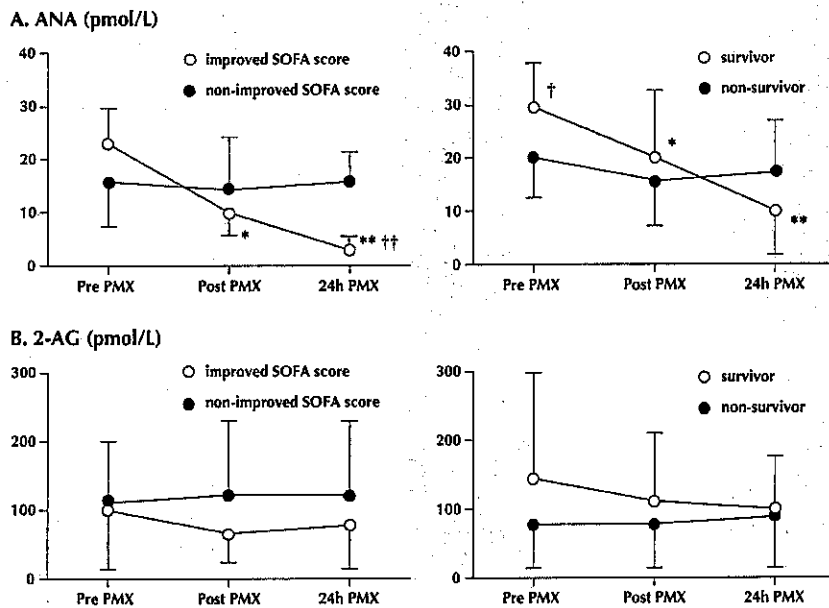 A. ANA (pmol/L)
improved SOFA score
non-improved SOFA score
40
30
20
10
0
*
** ††
Pre PMX
Post PMX
24h PMX
survivor
non-survivor
40
30
20
10
0
†
*
**
Pre PMX
Post PMX
24h PMX
B. 2-AG (pmol/L)
improved SOFA score
non-improved SOFA score
300
200
100
0
Pre PMX
Post PMX
24h PMX
survivor
non-survivor
300
200
100
0
Pre PMX
Post PMX
24h PMX